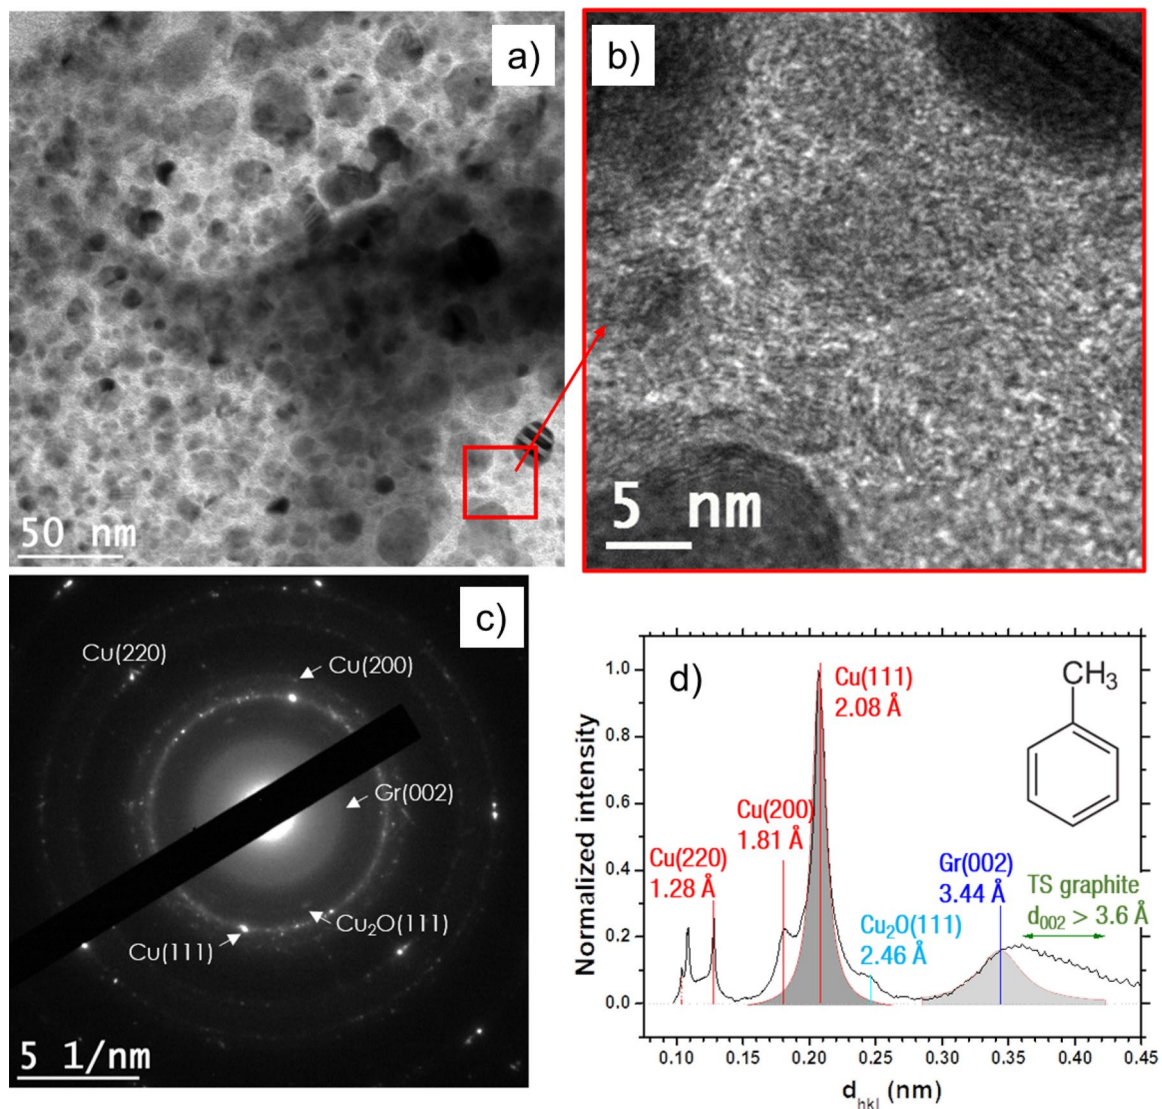 a)
50 nm
b)
5 nm
c)
Cu(220)
Cu(200)
Gr(002)
Cu₂O(111)
Cu(111)
5 1/nm
d)
CH₃
Cu(111)
2.08 Å
Cu(200)
1.81 Å
Cu(220)
1.28 Å
Gr(002)
3.44 Å
TS graphite
d₀₀₂ > 3.6 Å
Cu₂O(111)
2.46 Å
Normalized intensity
1.0
0.8
0.6
0.4
0.2
0.0
0.10 0.15 0.20 0.25 0.30 0.35 0.40 0.45
d_hkl (nm)